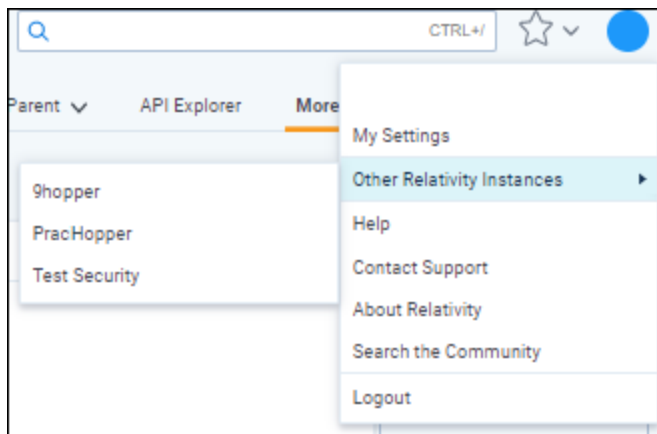 CTRL+/
Parent
API Explorer
More
My Settings
Other Relativity Instances
9hopper
Help
PracHopper
Contact Support
Test Security
About Relativity
Search the Community
Logout